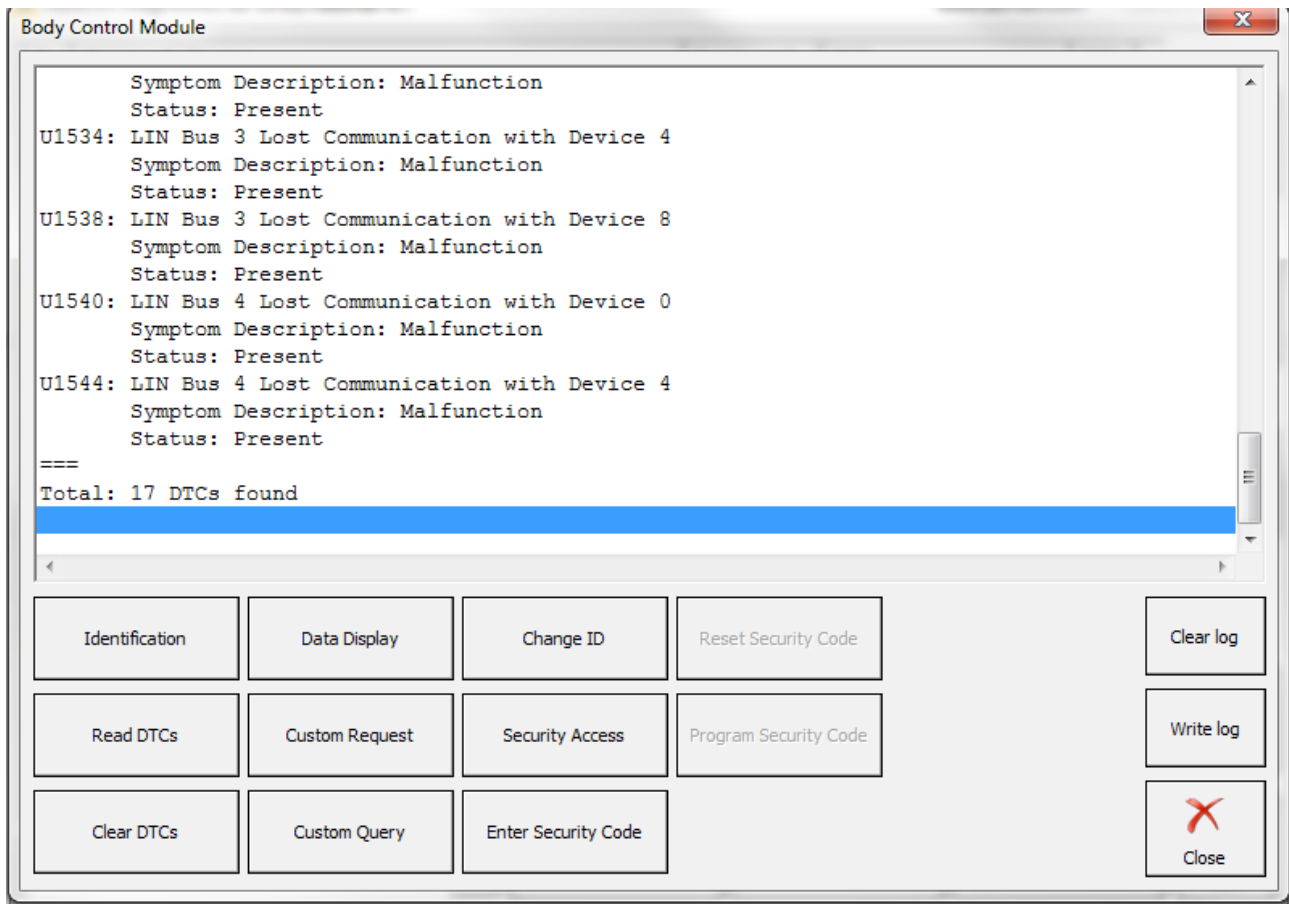 Body Control Module
Symptom Description: Malfunction
Status: Present
U1534: LIN Bus 3 Lost Communication with Device 4
Symptom Description: Malfunction
Status: Present
U1538: LIN Bus 3 Lost Communication with Device 8
Symptom Description: Malfunction
Status: Present
U1540: LIN Bus 4 Lost Communication with Device 0
Symptom Description: Malfunction
Status: Present
U1544: LIN Bus 4 Lost Communication with Device 4
Symptom Description: Malfunction
Status: Present
===
Total: 17 DTCs found
Identification
Data Display
Change ID
Reset Security Code
Clear log
Read DTCs
Custom Request
Security Access
Program Security Code
Write log
Clear DTCs
Custom Query
Enter Security Code
Close